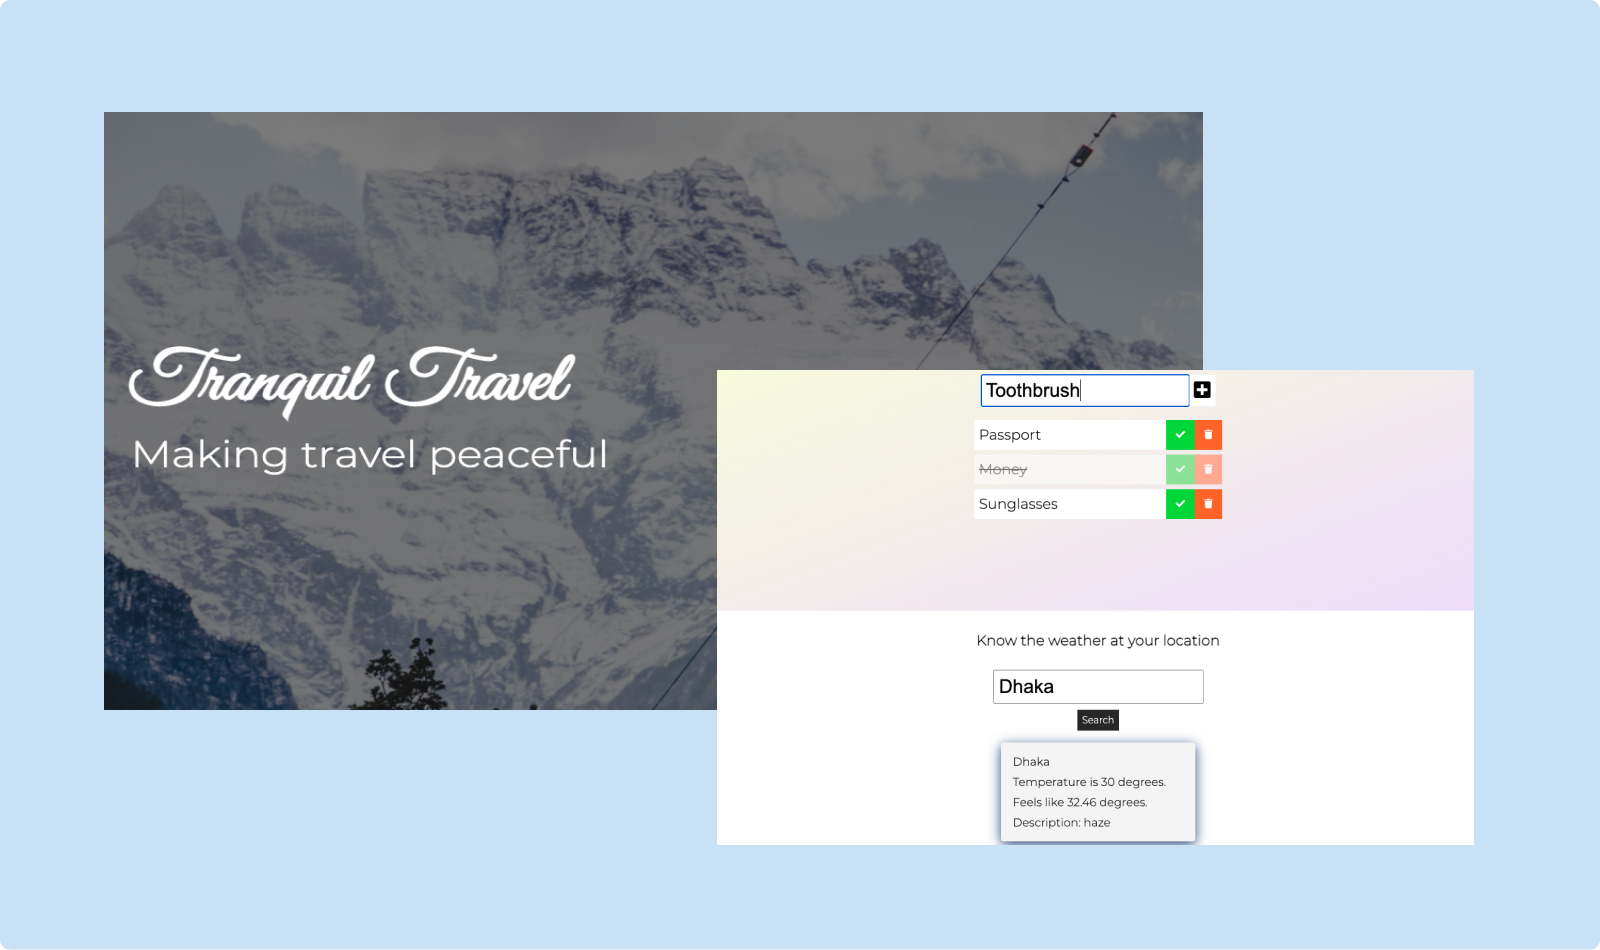 Tranquil Travel
Making travel peaceful
Toothbrush
Passport
Money
Sunglasses
Know the weather at your location
Dhaka
Search
Dhaka
Temperature is 30 degrees.
Feels like 32.46 degrees.
Description: haze